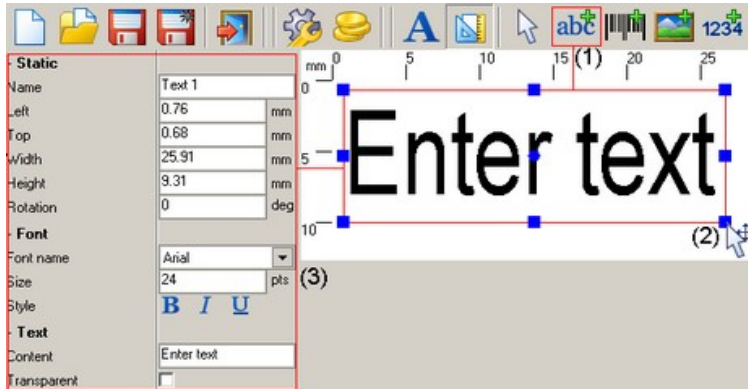 A abc 1234
- Static
Name Text 1
Left 0.76 mm
Top 0.68 mm
Width 25.91 mm
Height 9.31 mm
Rotation 0 deg
- Font
Font name Arial
Size 24 pts
Style B I U
- Text
Content Enter text
Transparent
(1)
mm 0 5 10 15 20 25
0
5
10
Enter text
(2)
(3)